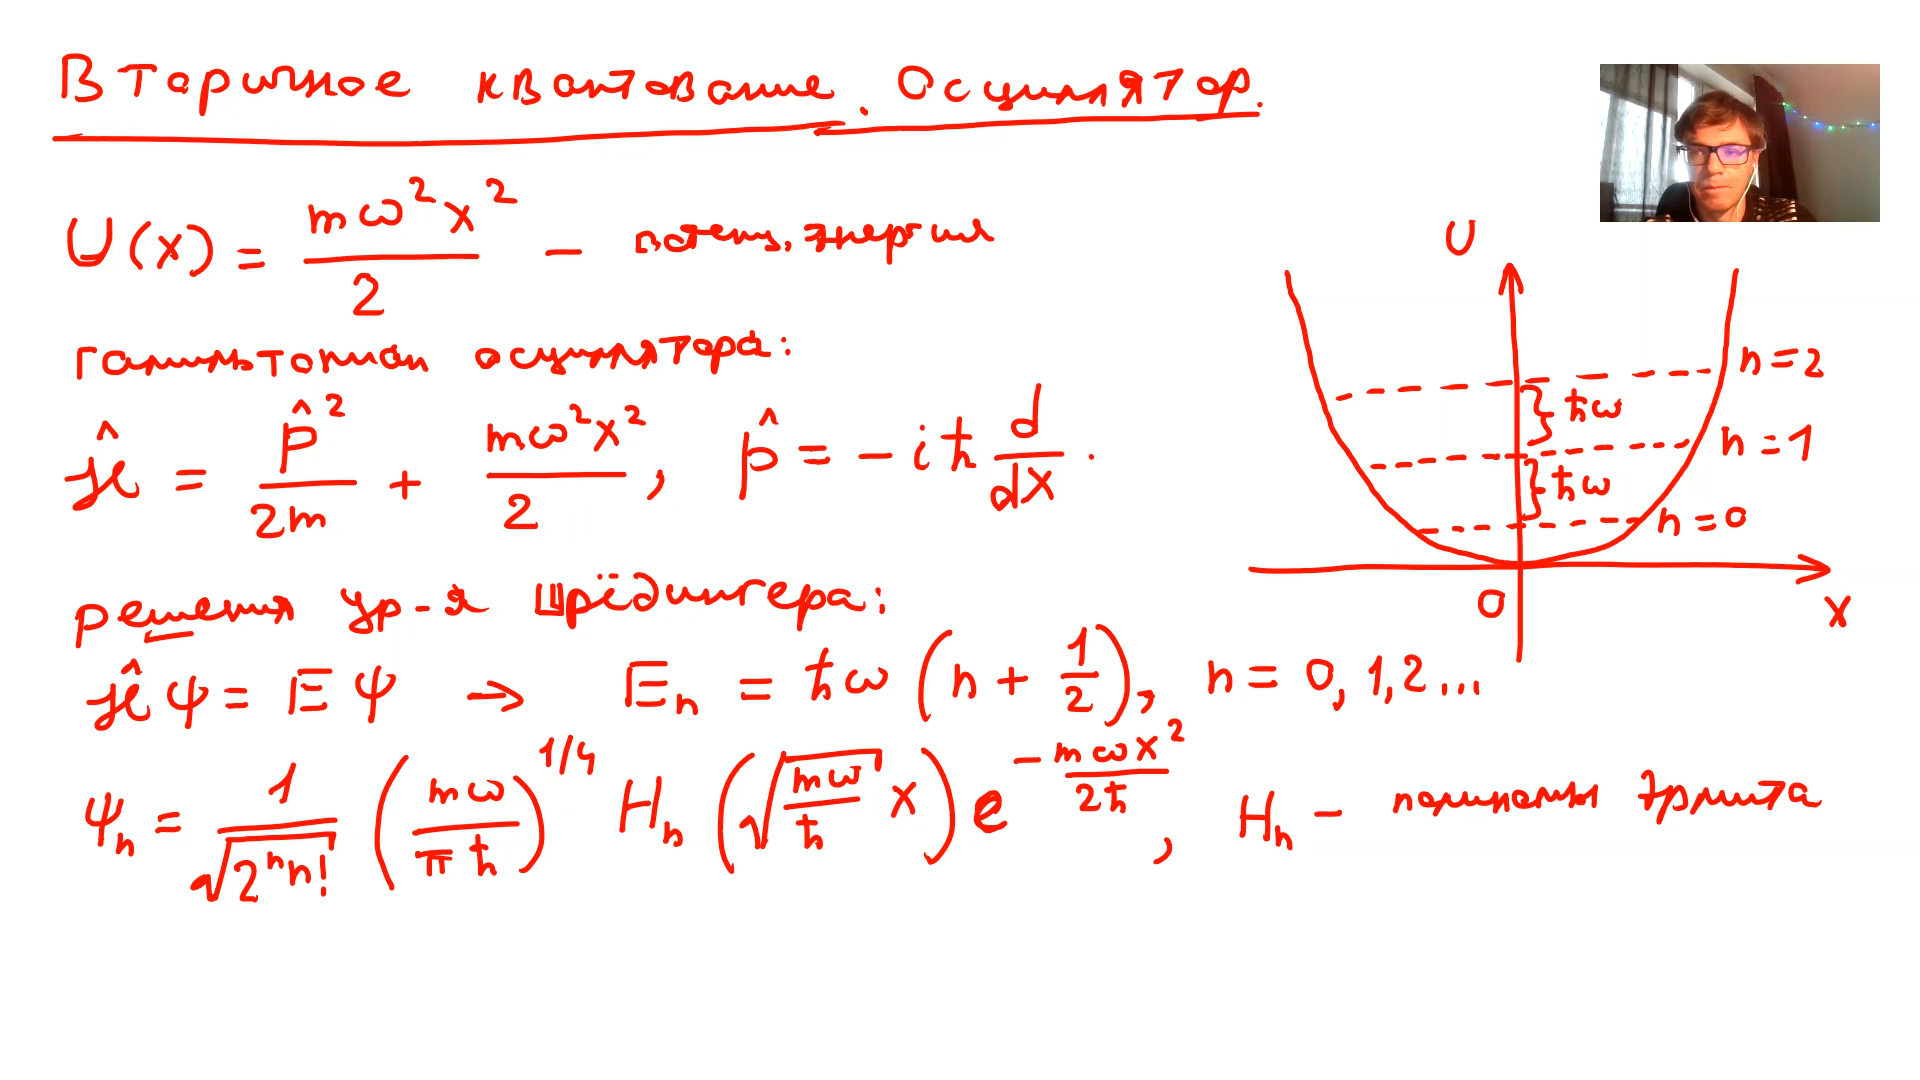 Вторичное квантование. Осциллятор.
U(x) = mω²x²/2 — потенц. энергия
гамильтониан осциллятора:
Ĥ = p̂²/2m + mω²x²/2, p̂ = -iħ d/dx.
решения ур-я Шрёдингера:
Ĥψ = Eψ → Eₙ = ħω(n + 1/2), n = 0, 1, 2...
ψₙ = 1/√(2ⁿn!) (mω/πħ)^1/4 Hₙ(√(mω/ħ) x) e^(-mωx²/2ħ), Hₙ — полиномы Эрмита
U
n = 2
ħω
n = 1
ħω
n = 0
0
x